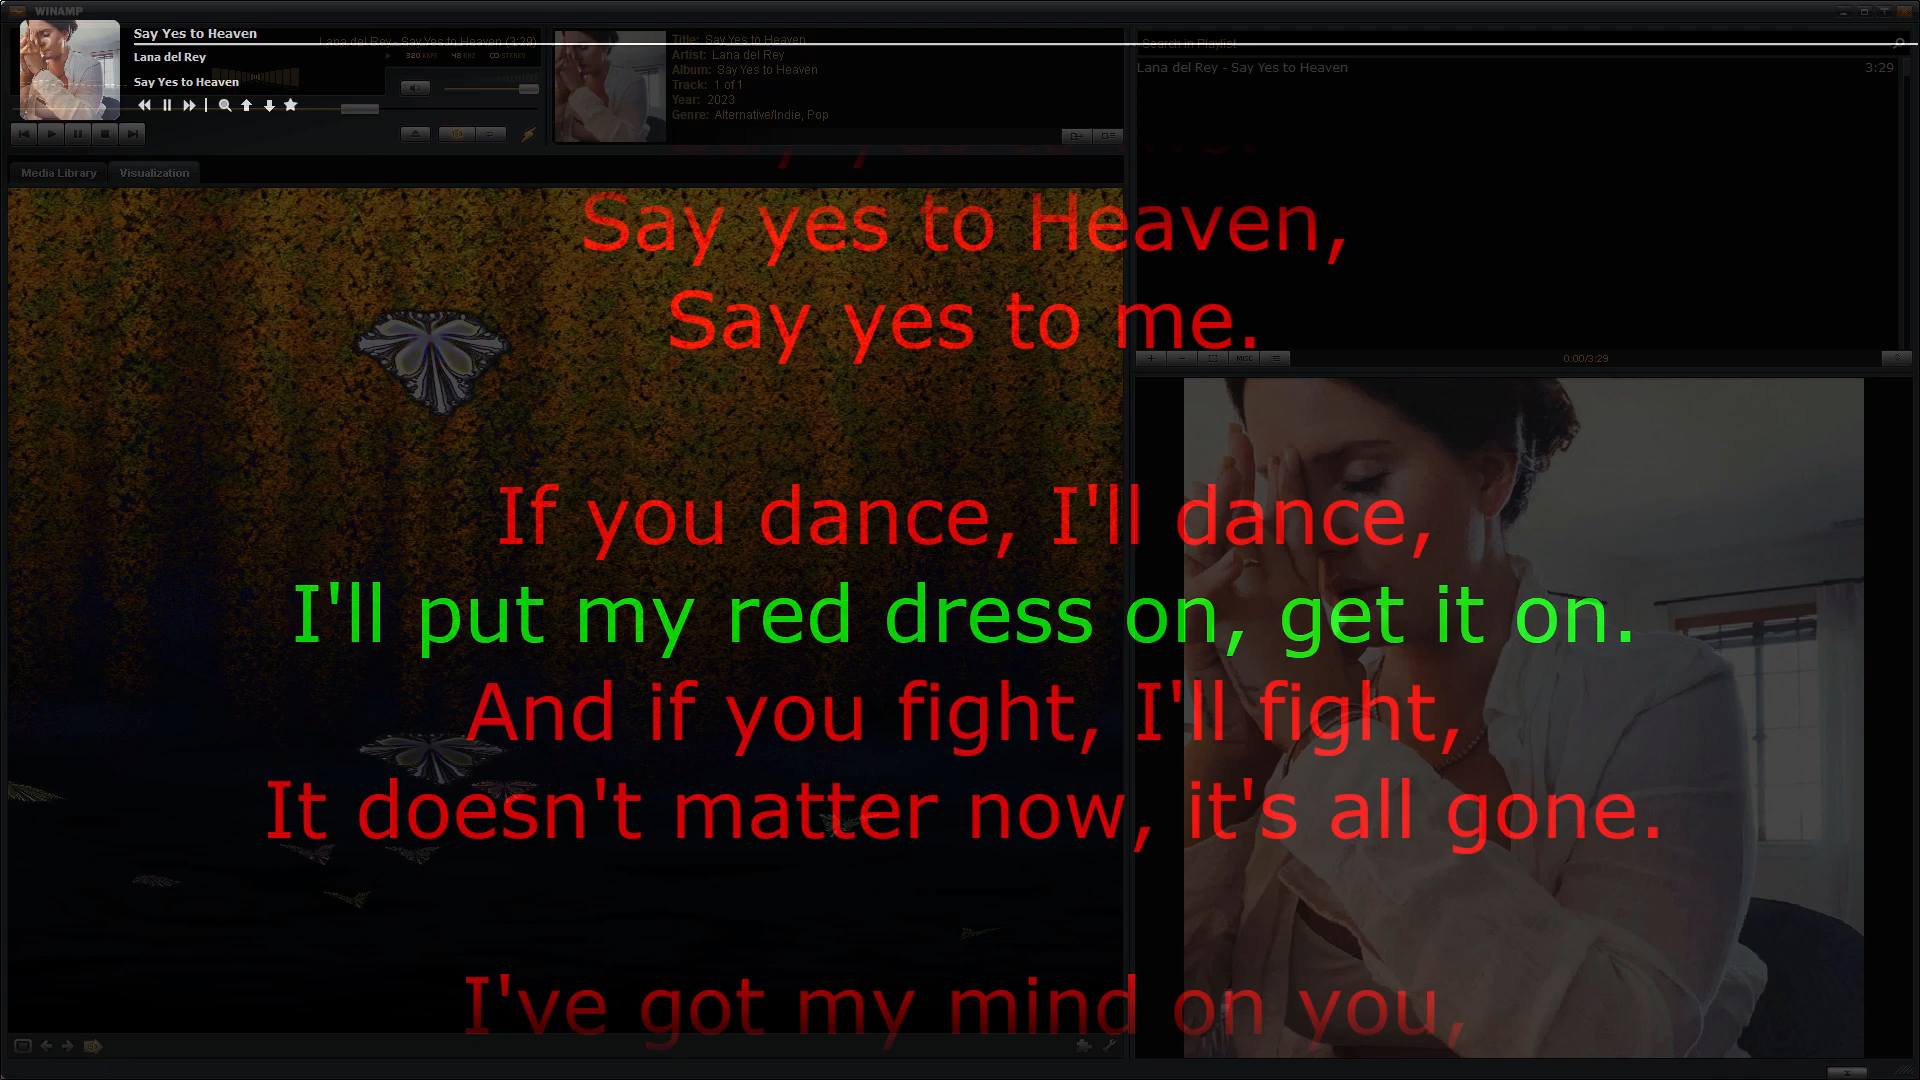 WINAMP
Say Yes to Heaven
Lana del Rey
Say Yes to Heaven
Lana del Rey - Say Yes to Heaven (3:29)
320 KBPS 48 KHZ CD STEREO
Title: Say Yes to Heaven
Artist: Lana del Rey
Album: Say Yes to Heaven
Track: 1 of 1
Year: 2023
Genre: Alternative/Indie, Pop
Search in Playlist
Lana del Rey - Say Yes to Heaven 3:29
MISC
0:00/3:29
Media Library Visualization
Say yes to Heaven,
Say yes to me.
If you dance, I'll dance,
I'll put my red dress on, get it on.
And if you fight, I'll fight,
It doesn't matter now, it's all gone.
I've got my mind on you,